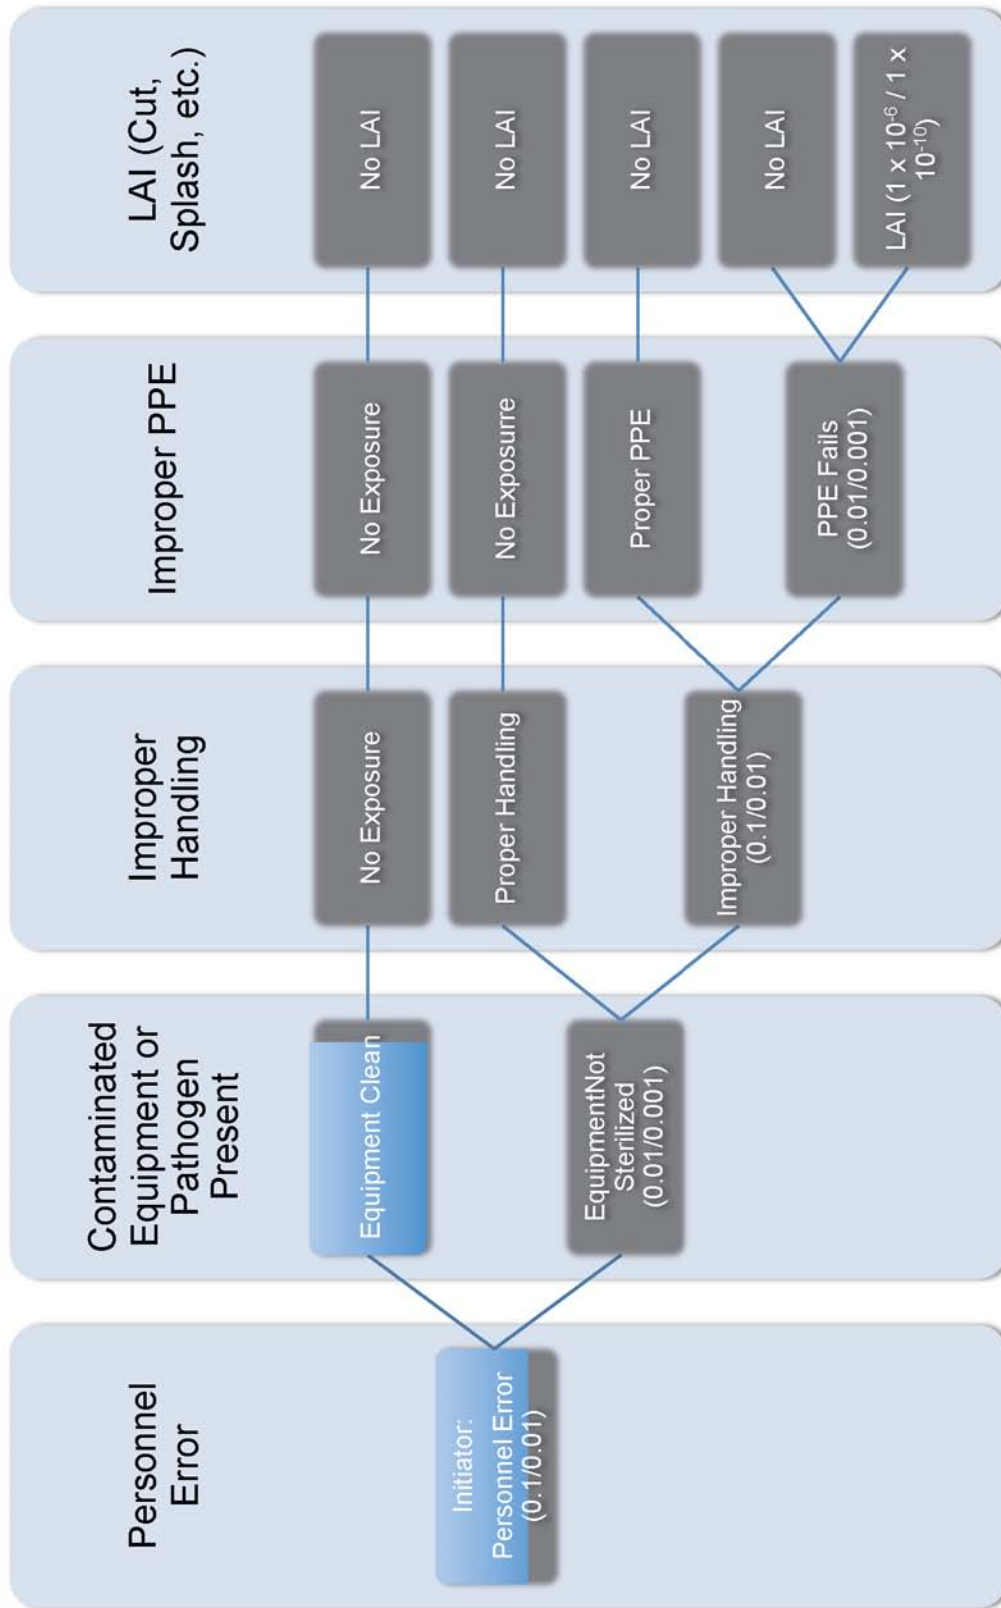 Personnel
Error
Initiator:
Personnel Error
(0.1/0.01)
Contaminated
Equipment or
Pathogen
Present
Equipment Clean
EquipmentNot
Sterilized
(0.01/0.001)
Improper
Handling
No Exposure
Proper Handling
Improper Handling
(0.1/0.01)
Improper PPE
No Exposure
No Exposurre
Proper PPE
PPE Fails
(0.01/0.001)
LAI (Cut,
Splash, etc.)
No LAI
No LAI
No LAI
No LAI
LAI (1 x 10⁻⁶ / 1 x
10⁻¹⁰)